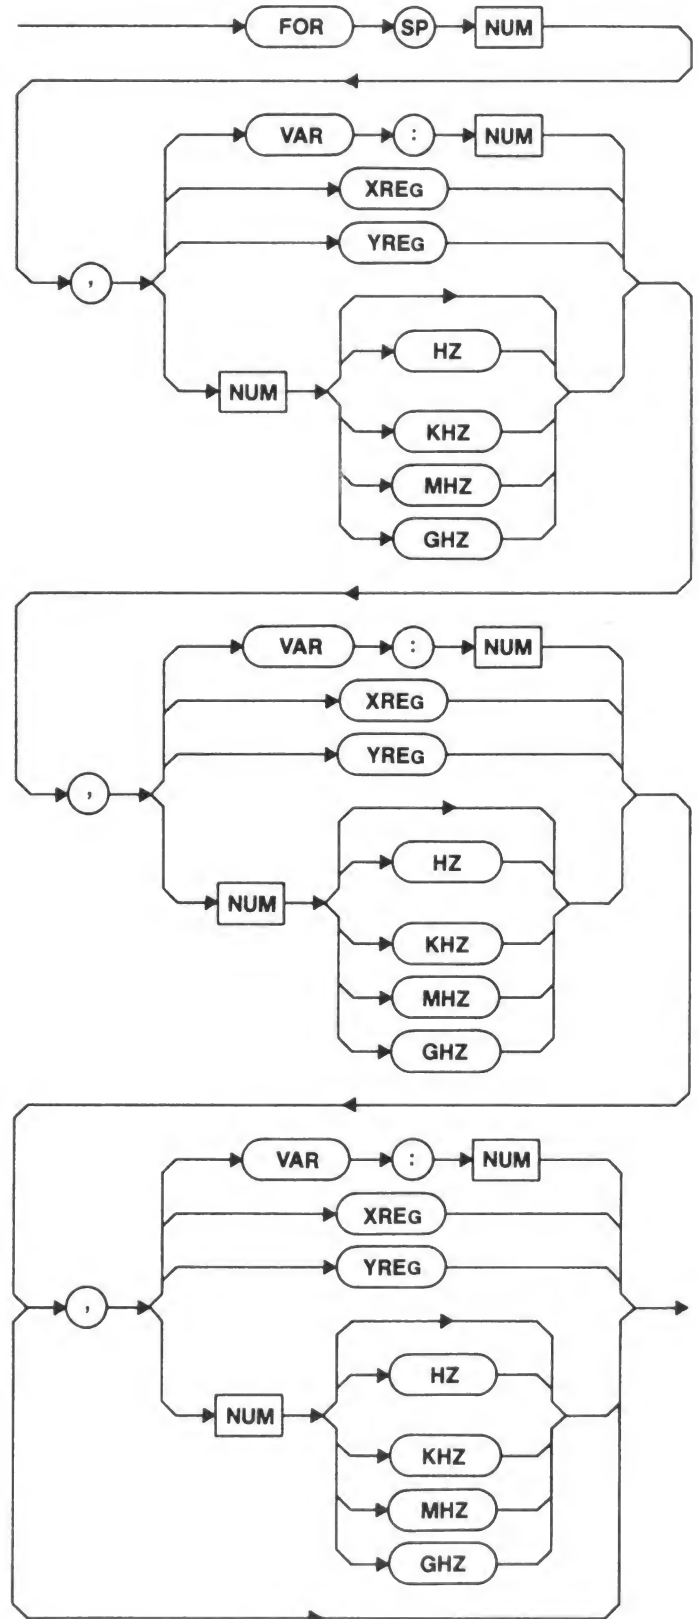 FOR SP NUM
VAR : NUM
XREG
YREG
,
HZ
NUM
KHZ
MHZ
GHZ
VAR : NUM
XREG
YREG
,
HZ
NUM
KHZ
MHZ
GHZ
VAR : NUM
XREG
YREG
,
HZ
NUM
KHZ
MHZ
GHZ